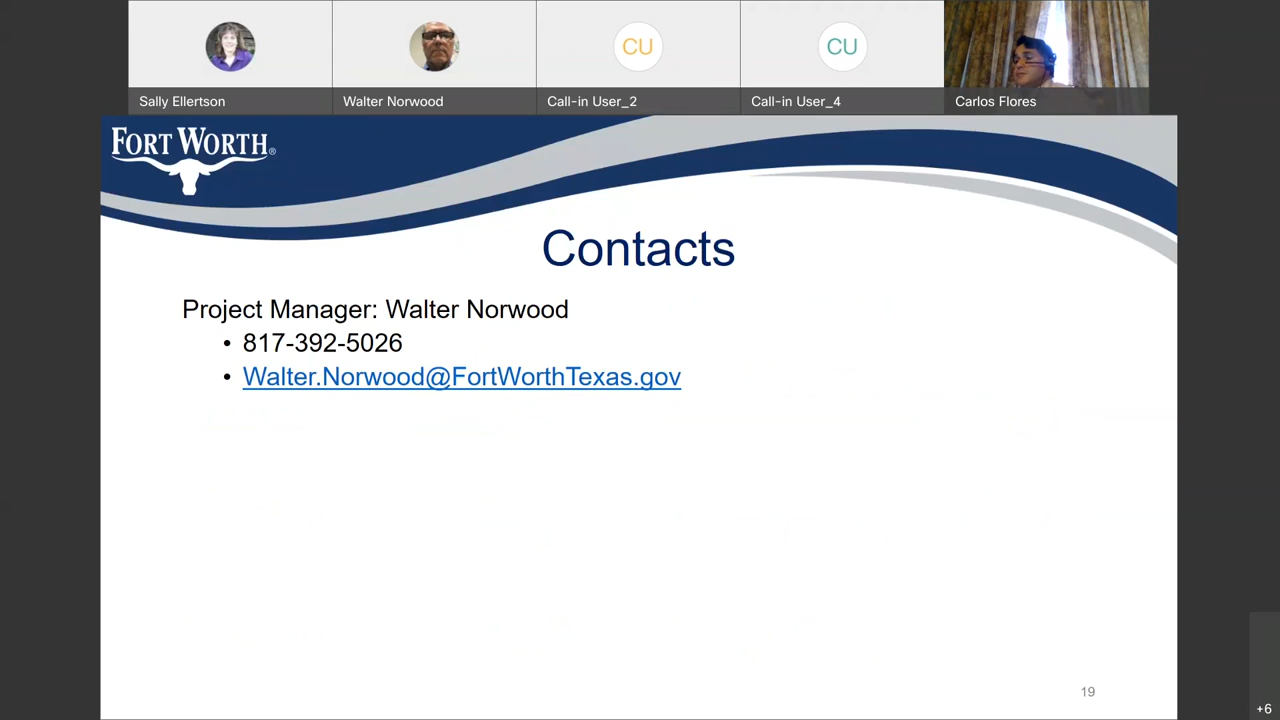 CU
CU
Sally Ellertson
Walter Norwood
Call-in User_2
Call-in User_4
Carlos Flores
FORT WORTH®
Contacts
Project Manager: Walter Norwood
• 817-392-5026
• Walter.Norwood@FortWorthTexas.gov
19
+6